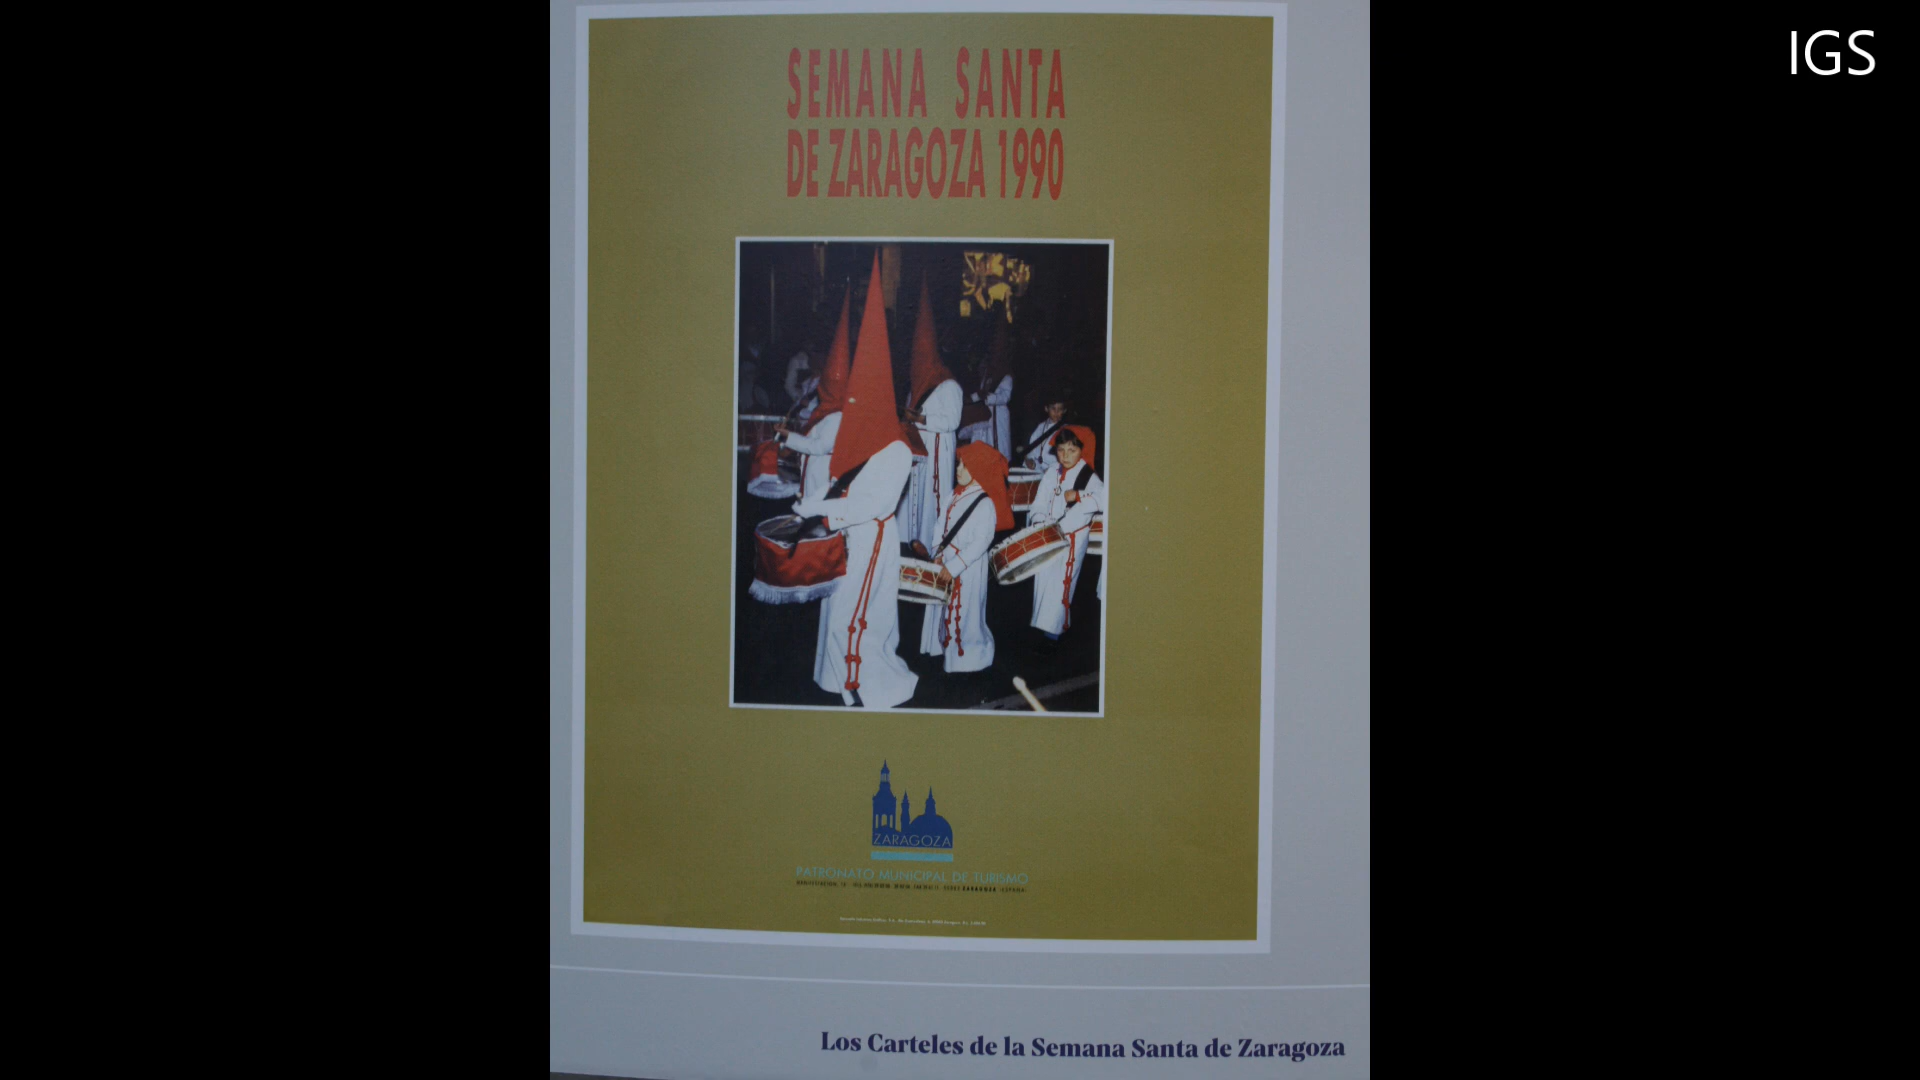 IGS
SEMANA SANTA
DE ZARAGOZA 1990
ZARAGOZA
PATRONATO MUNICIPAL DE TURISMO
ZARAGOZA
Los Carteles de la Semana Santa de Zaragoza